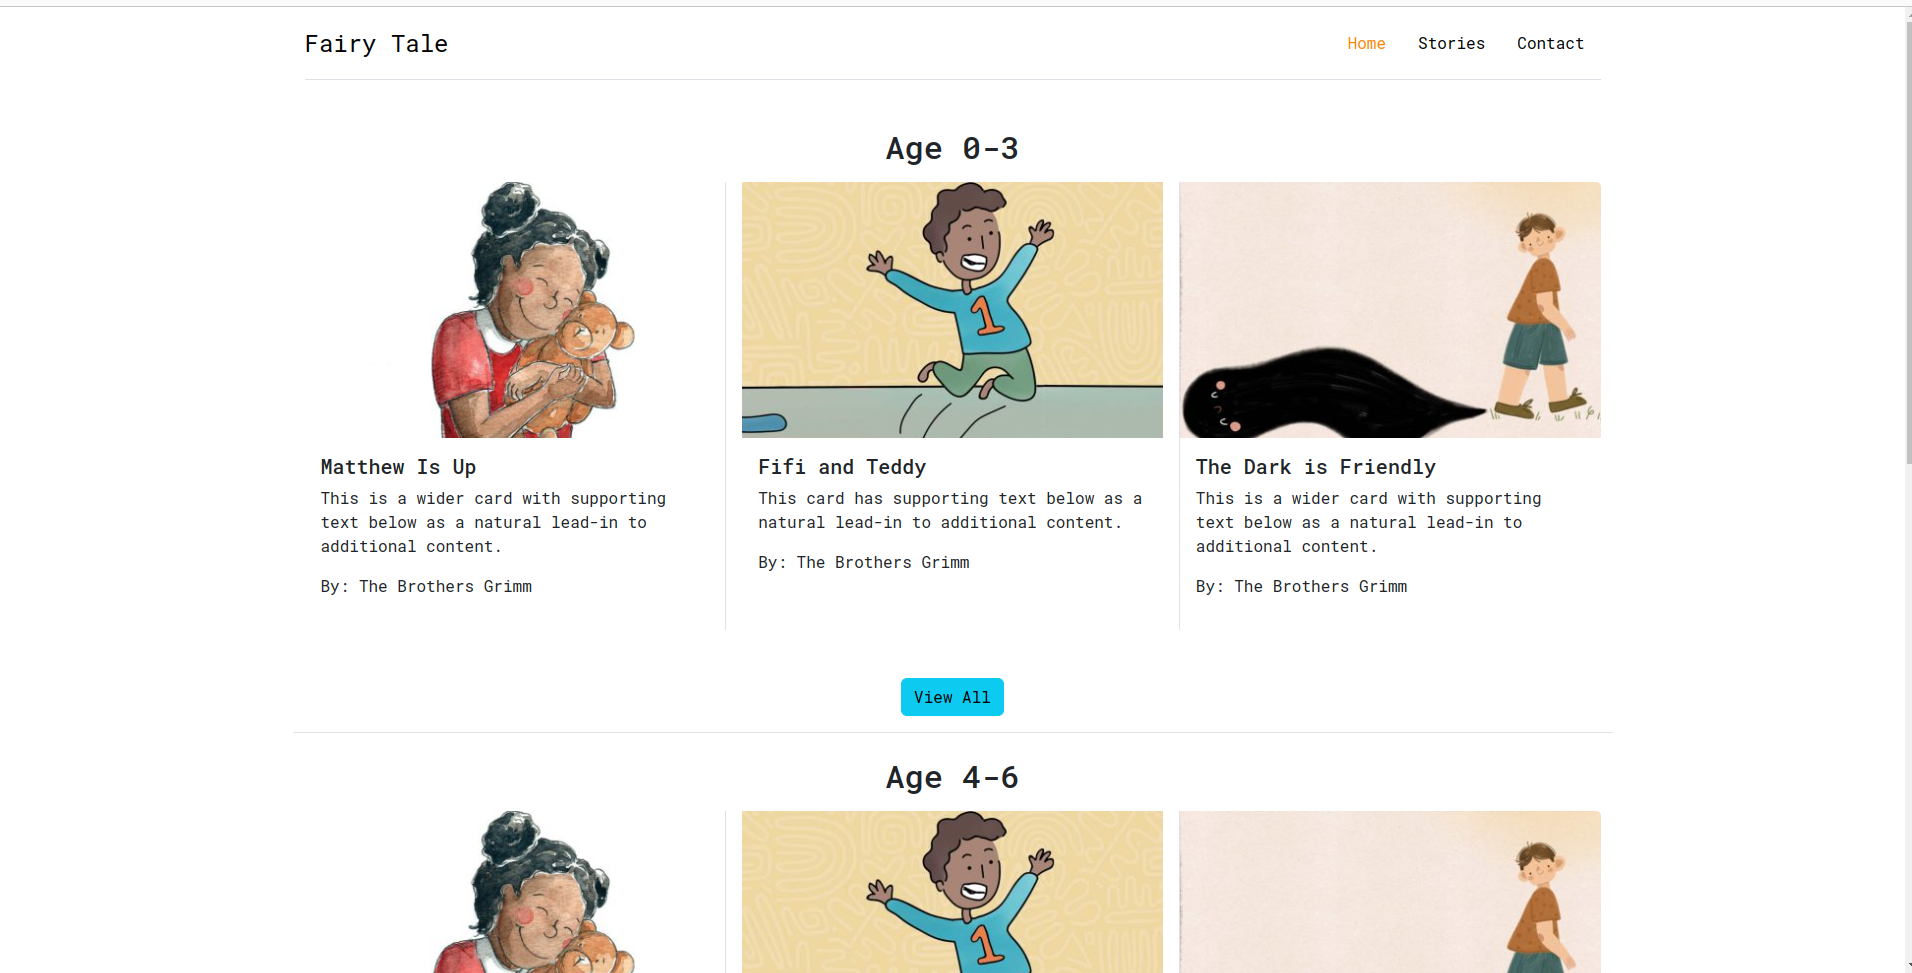 Fairy Tale
Home Stories Contact
Age 0-3
1
Matthew Is Up
This is a wider card with supporting
text below as a natural lead-in to
additional content.
By: The Brothers Grimm
Fifi and Teddy
This card has supporting text below as a
natural lead-in to additional content.
By: The Brothers Grimm
The Dark is Friendly
This is a wider card with supporting
text below as a natural lead-in to
additional content.
By: The Brothers Grimm
View All
Age 4-6
1